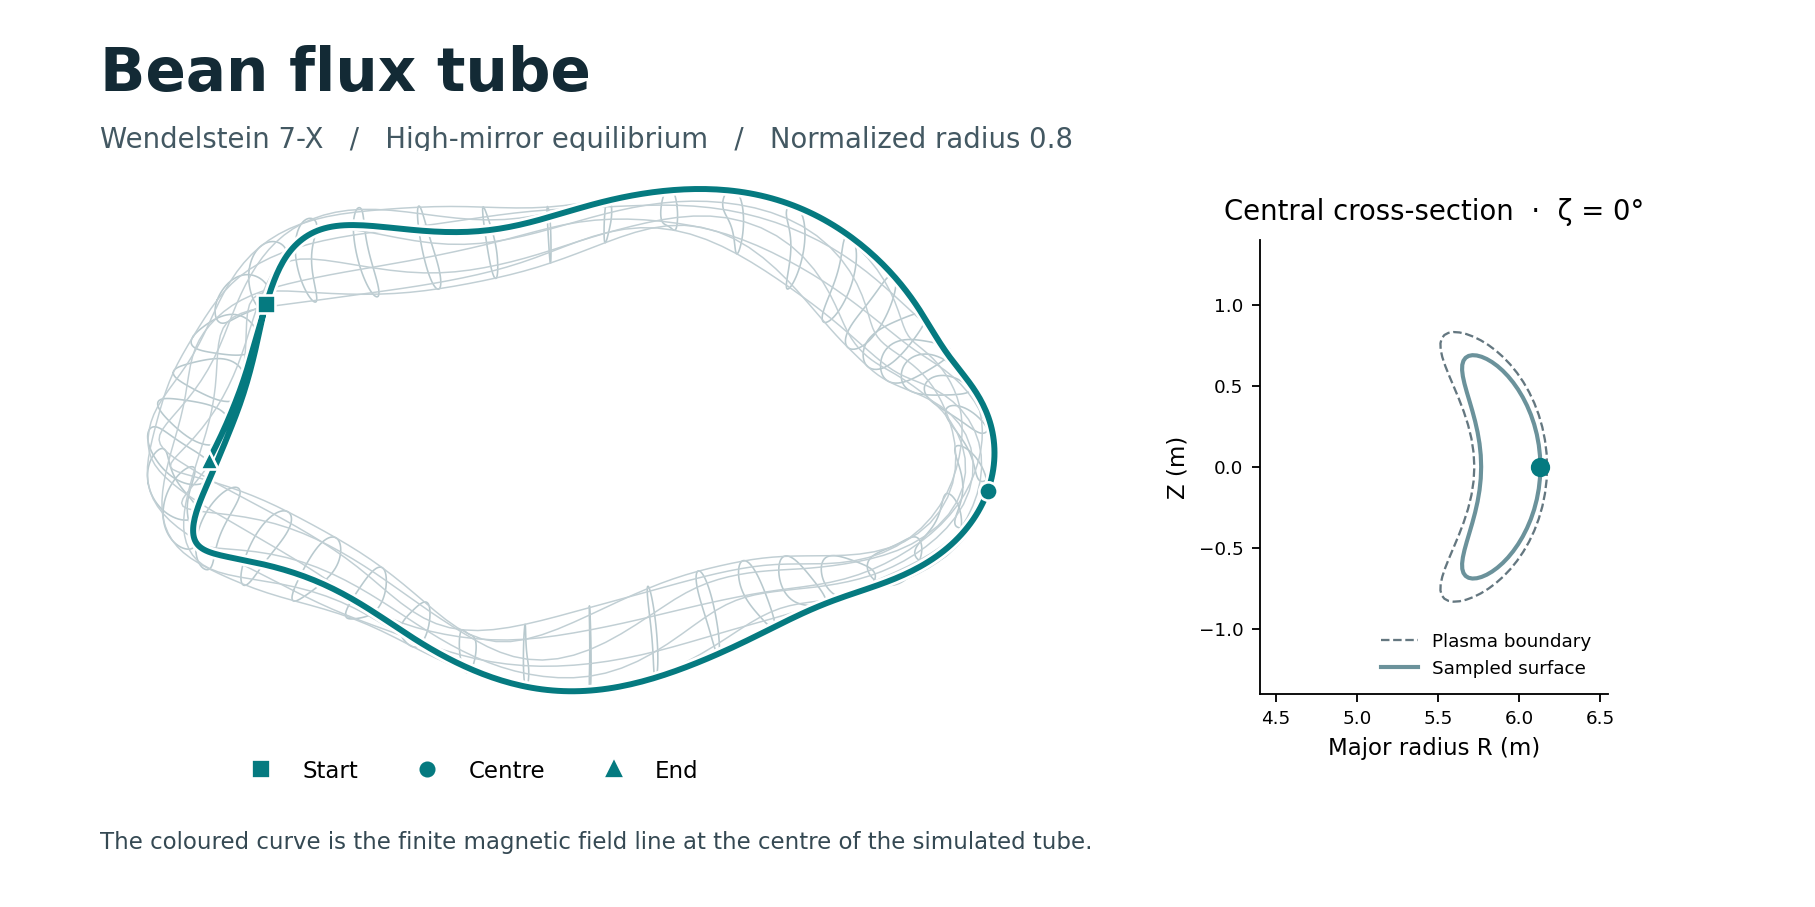 Bean flux tube
Wendelstein 7-X / High-mirror equilibrium / Normalized radius 0.8
Central cross-section · ζ = 0°
1.0
0.5
0.0
−0.5
−1.0
Z (m)
Plasma boundary
Sampled surface
4.5 5.0 5.5 6.0 6.5
Major radius R (m)
Start Centre End
The coloured curve is the finite magnetic field line at the centre of the simulated tube.